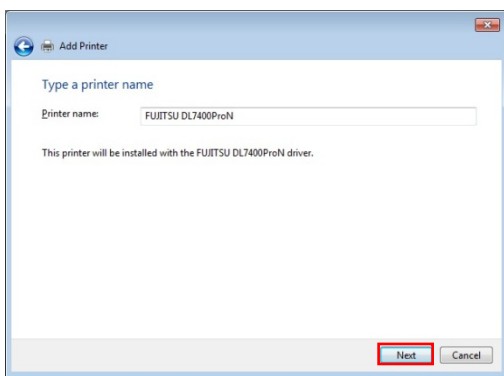 Add Printer
Type a printer name
Printer name: FUJITSU DL7400ProN
This printer will be installed with the FUJITSU DL7400ProN driver.
Next Cancel